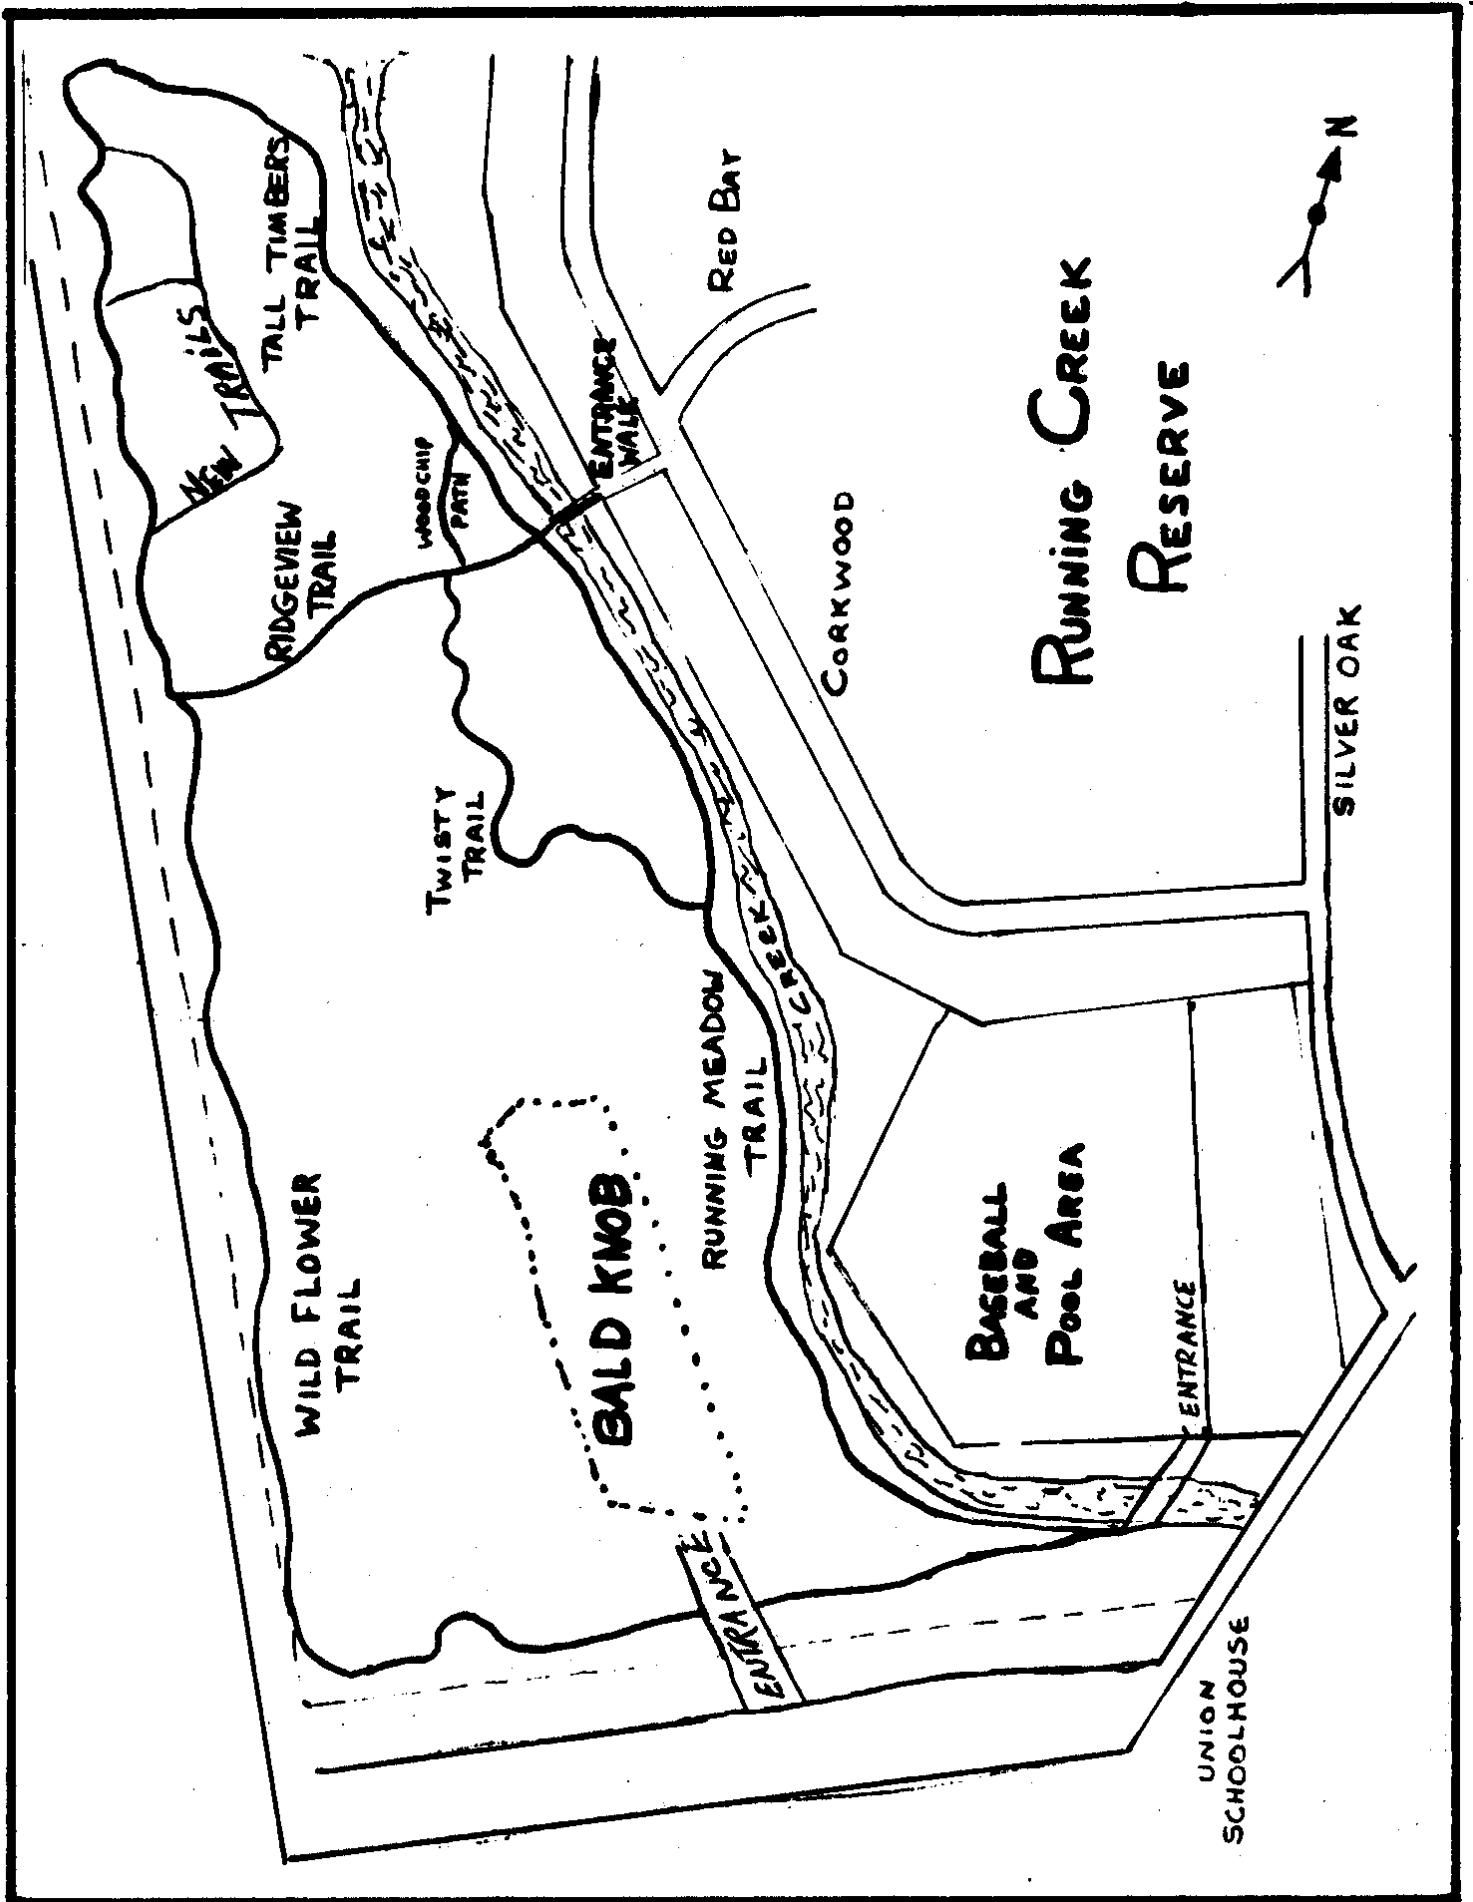 TALL TIMBERS
TRAIL
NEW TRAILS
RIDGEVIEW
TRAIL
WOODCHIP
PATH
ENTRANCE
WALK
RED BAY
CORKWOOD
RUNNING CREEK
RESERVE
N
SILVER OAK
TWISTY
TRAIL
CREEK
WILD FLOWER
TRAIL
BALD KNOB
RUNNING MEADOW
TRAIL
BASEBALL
AND
POOL AREA
ENTRANCE
ENTRANCE
UNION
SCHOOLHOUSE